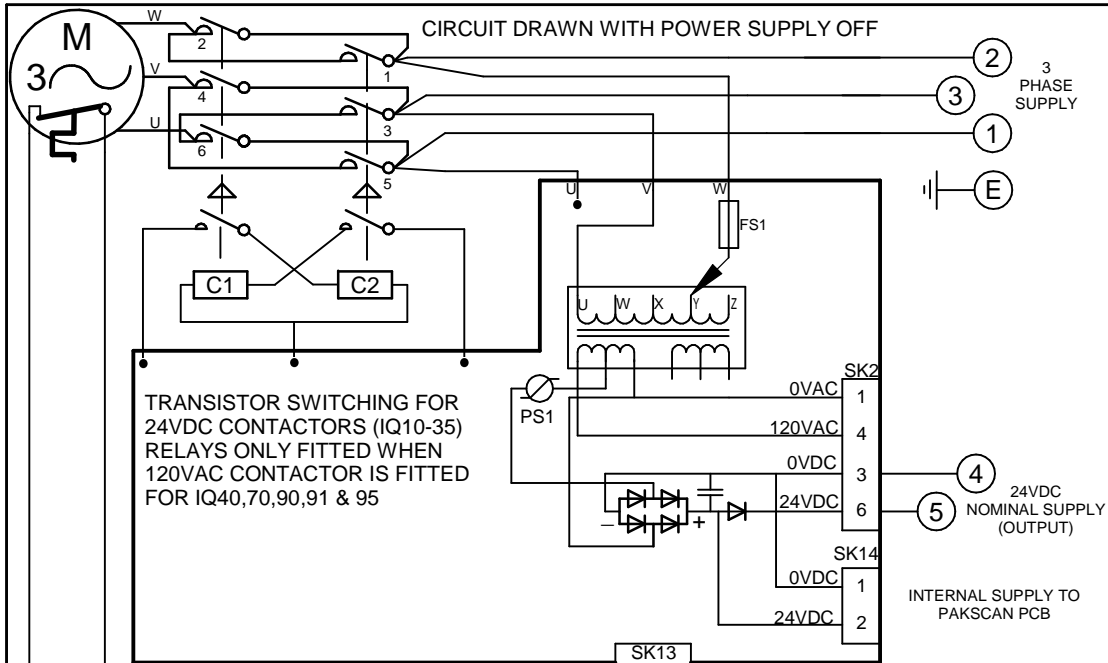 CIRCUIT DRAWN WITH POWER SUPPLY OFF
W
M
3
V
U
2
4
6
1
3
5
2
3
1
E
3
PHASE
SUPPLY
U
V
W
FS1
C1
C2
U
W
X
Y
Z
PS1
TRANSISTOR SWITCHING FOR
24VDC CONTACTORS (IQ10-35)
RELAYS ONLY FITTED WHEN
120VAC CONTACTOR IS FITTED
FOR IQ40,70,90,91 & 95
SK2
0VAC 1
120VAC 4
0VDC 3
24VDC 6
4
5
24VDC
NOMINAL SUPPLY
(OUTPUT)
– +
SK14
0VDC 1
24VDC 2
INTERNAL SUPPLY TO
PAKSCAN PCB
SK13